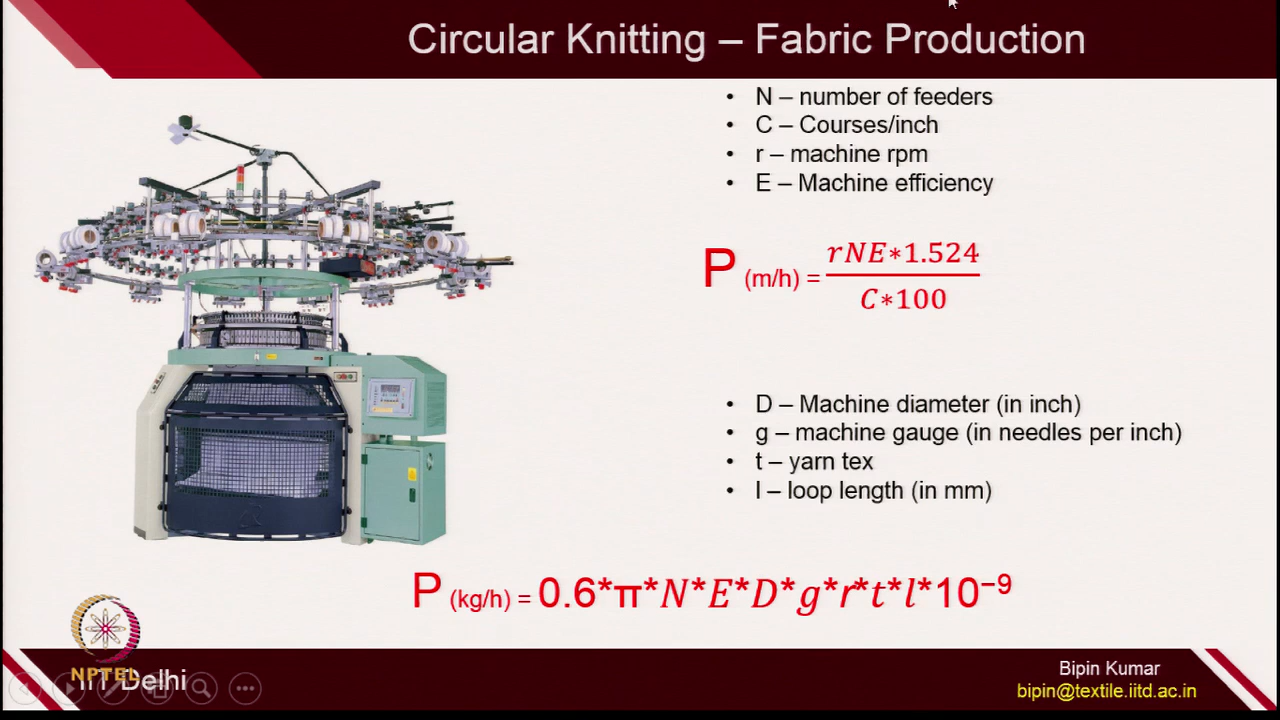 Circular Knitting – Fabric Production
• N – number of feeders
• C – Courses/inch
• r – machine rpm
• E – Machine efficiency
P (m/h) = rNE∗1.524 / C∗100
• D – Machine diameter (in inch)
• g – machine gauge (in needles per inch)
• t – yarn tex
• l – loop length (in mm)
P (kg/h) = 0.6*π*N*E*D*g*r*t*l*10⁻⁹
NPTEL
IIT Delhi
Bipin Kumar
bipin@textile.iitd.ac.in